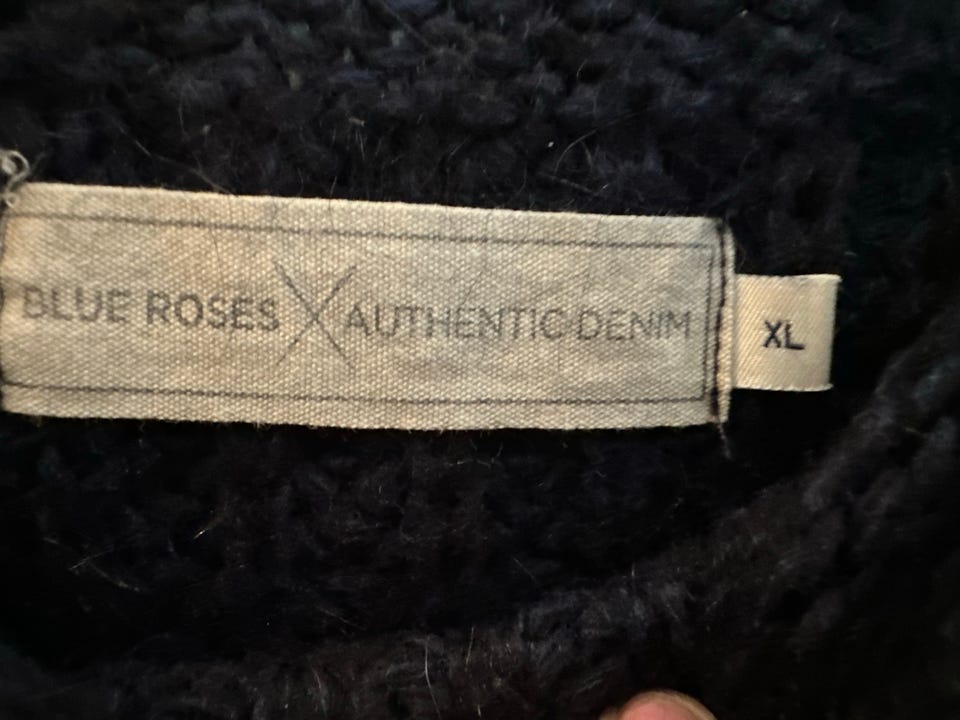 BLUE ROSES X AUTHENTIC DENIM
XL